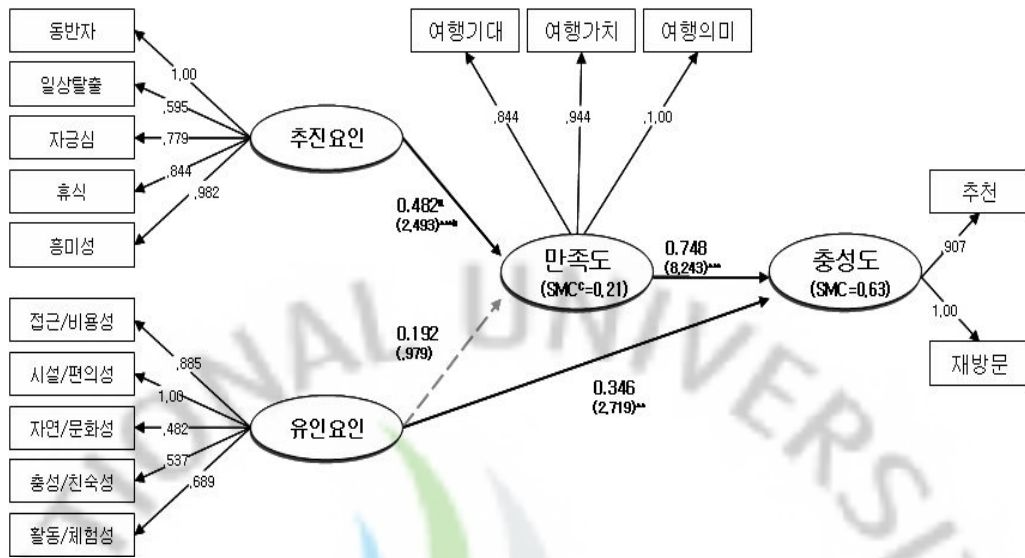 동반자
일상탈출
자긍심
휴식
흥미성
1.00
.595
.779
.844
.982
추진요인
여행기대
여행가치
여행의미
.844
.944
.1.00
0.482ᵃ
(2.493)***ᵇ
만족도
(SMCᶜ=0.21)
0.748
(8.243)***
충성도
(SMC=0.63)
추천
.907
1.00
재방문
접근/비용성
시설/편의성
자연/문화성
충성/친숙성
활동/체험성
.885
1.00
.482
.537
.689
유인요인
0.192
(.979)
0.346
(2.719)**
TIONAL UNIVERSI